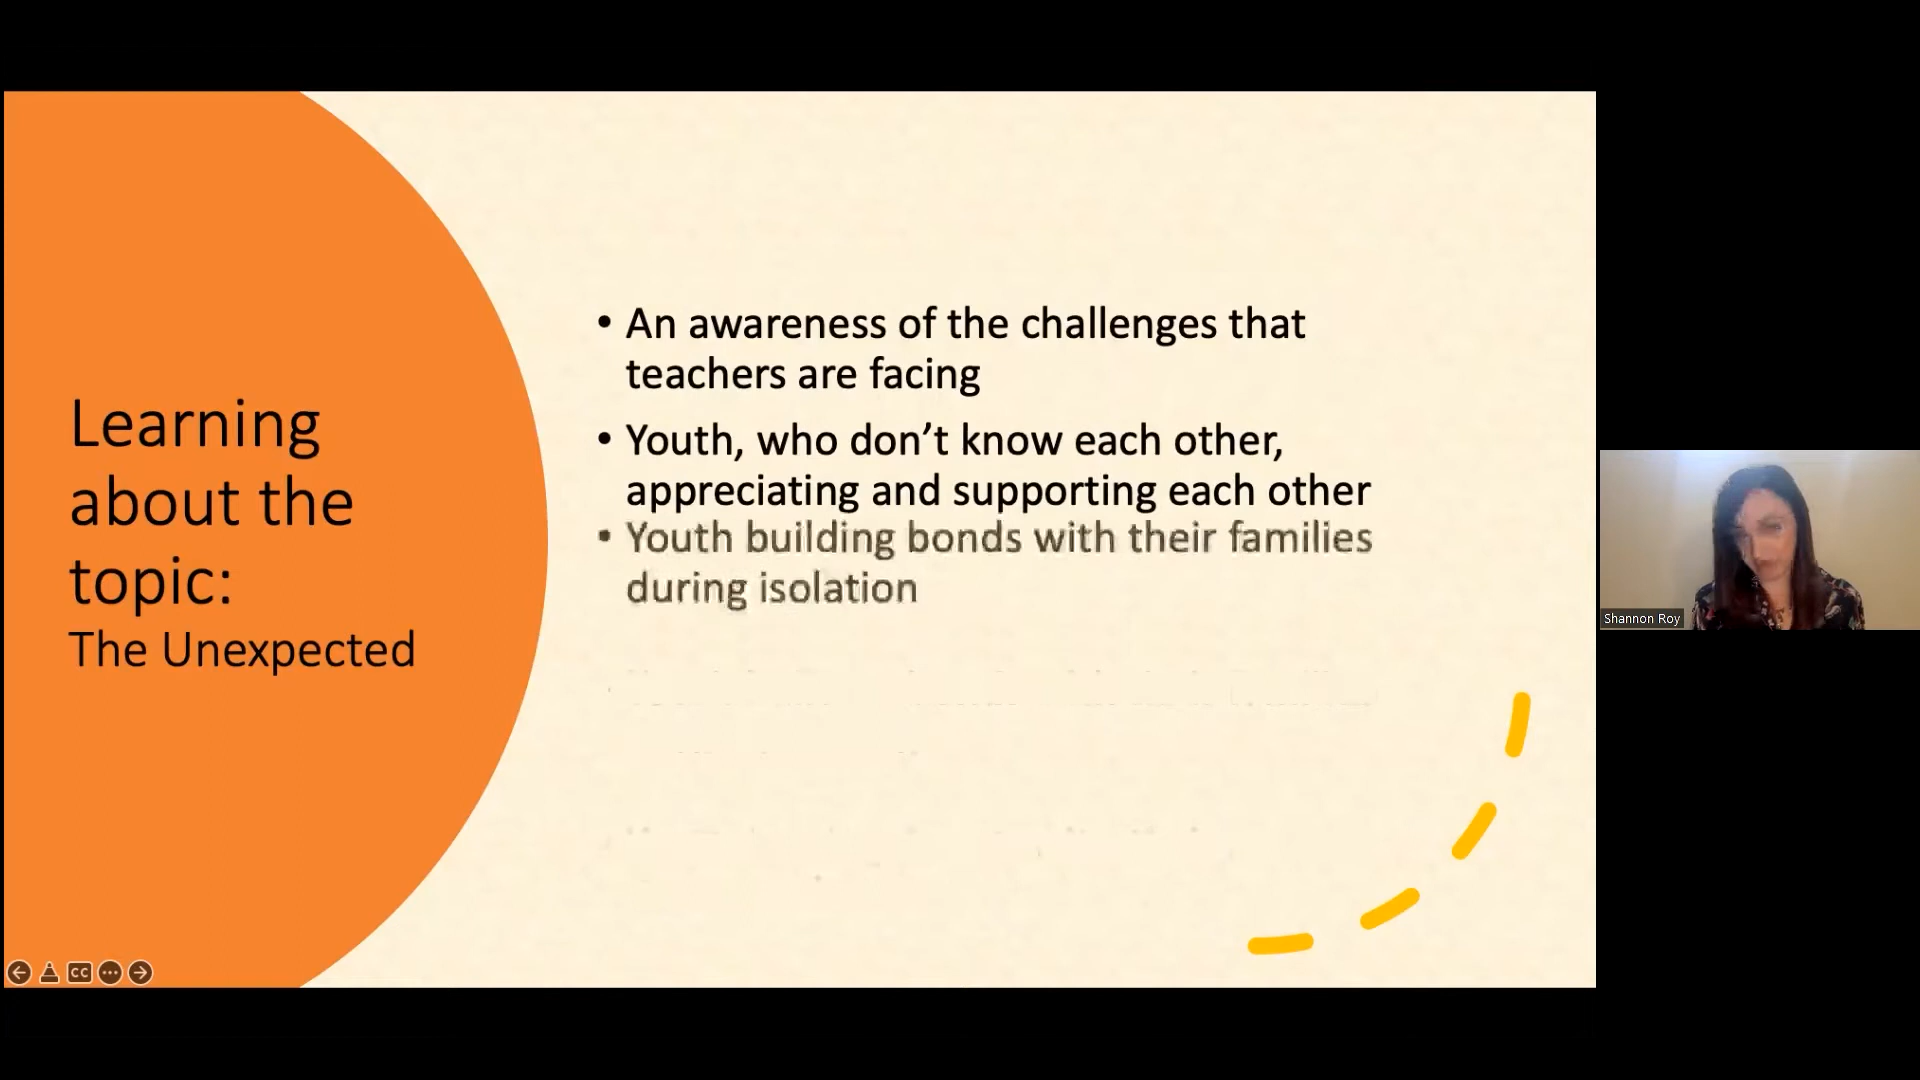 Learning
about the
topic:
The Unexpected
• An awareness of the challenges that
teachers are facing
• Youth, who don’t know each other,
appreciating and supporting each other
• Youth building bonds with their families
during isolation
CC
Shannon Roy